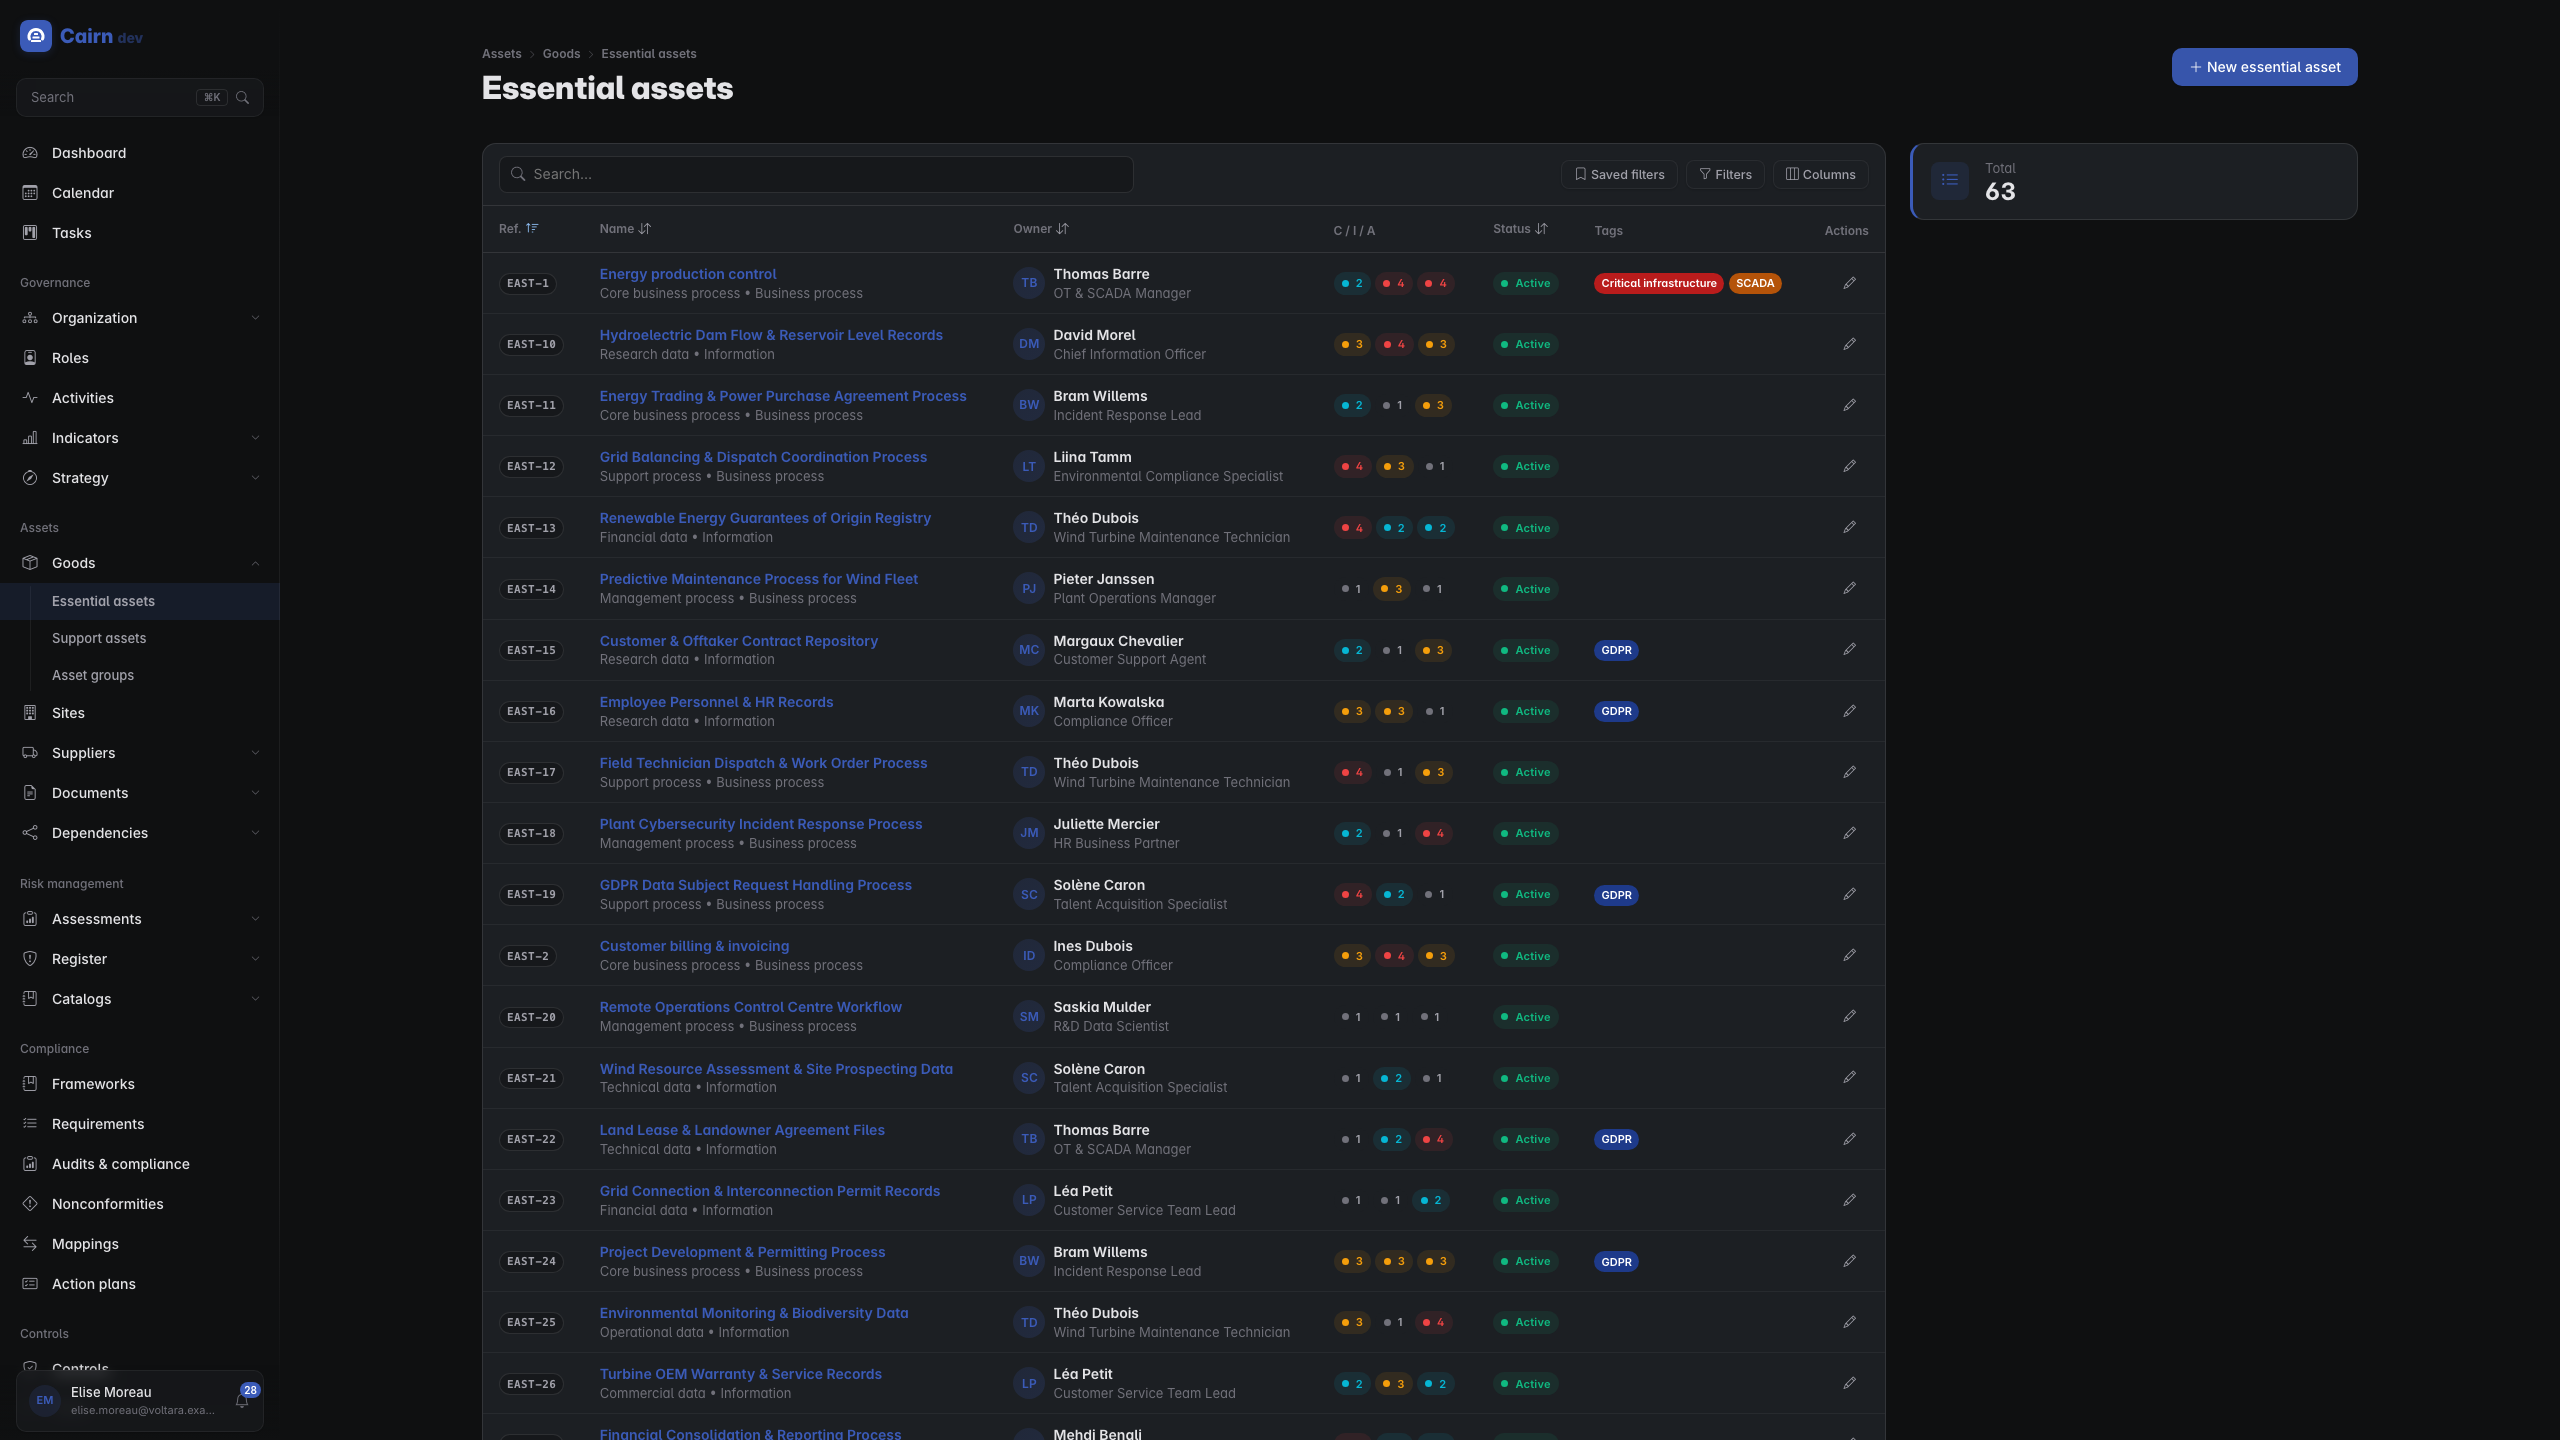 Cairn dev
Search ⌘K
Dashboard
Calendar
Tasks
Governance
Organization
Roles
Activities
Indicators
Strategy
Assets
Goods
Essential assets
Support assets
Asset groups
Sites
Suppliers
Documents
Dependencies
Risk management
Assessments
Register
Catalogs
Compliance
Frameworks
Requirements
Audits & compliance
Nonconformities
Mappings
Action plans
Controls
Controls
EM Elise Moreau 28
elise.moreau@voltara.exa...
Assets > Goods > Essential assets
Essential assets
+ New essential asset
Search... Saved filters Filters Columns
Total
63
Ref. Name Owner C / I / A Status Tags Actions
EAST-1 Energy production control TB Thomas Barre 2 4 4 Active Critical infrastructure SCADA
Core business process • Business process OT & SCADA Manager
EAST-10 Hydroelectric Dam Flow & Reservoir Level Records DM David Morel 3 4 3 Active
Research data • Information Chief Information Officer
EAST-11 Energy Trading & Power Purchase Agreement Process BW Bram Willems 2 1 3 Active
Core business process • Business process Incident Response Lead
EAST-12 Grid Balancing & Dispatch Coordination Process LT Liina Tamm 4 3 1 Active
Support process • Business process Environmental Compliance Specialist
EAST-13 Renewable Energy Guarantees of Origin Registry TD Théo Dubois 4 2 2 Active
Financial data • Information Wind Turbine Maintenance Technician
EAST-14 Predictive Maintenance Process for Wind Fleet PJ Pieter Janssen 1 3 1 Active
Management process • Business process Plant Operations Manager
EAST-15 Customer & Offtaker Contract Repository MC Margaux Chevalier 2 1 3 Active GDPR
Research data • Information Customer Support Agent
EAST-16 Employee Personnel & HR Records MK Marta Kowalska 3 3 1 Active GDPR
Research data • Information Compliance Officer
EAST-17 Field Technician Dispatch & Work Order Process TD Théo Dubois 4 1 3 Active
Support process • Business process Wind Turbine Maintenance Technician
EAST-18 Plant Cybersecurity Incident Response Process JM Juliette Mercier 2 1 4 Active
Management process • Business process HR Business Partner
EAST-19 GDPR Data Subject Request Handling Process SC Solène Caron 4 2 1 Active GDPR
Support process • Business process Talent Acquisition Specialist
EAST-2 Customer billing & invoicing ID Ines Dubois 3 4 3 Active
Core business process • Business process Compliance Officer
EAST-20 Remote Operations Control Centre Workflow SM Saskia Mulder 1 1 1 Active
Management process • Business process R&D Data Scientist
EAST-21 Wind Resource Assessment & Site Prospecting Data SC Solène Caron 1 2 1 Active
Technical data • Information Talent Acquisition Specialist
EAST-22 Land Lease & Landowner Agreement Files TB Thomas Barre 1 2 4 Active GDPR
Technical data • Information OT & SCADA Manager
EAST-23 Grid Connection & Interconnection Permit Records LP Léa Petit 1 1 2 Active
Financial data • Information Customer Service Team Lead
EAST-24 Project Development & Permitting Process BW Bram Willems 3 3 3 Active GDPR
Core business process • Business process Incident Response Lead
EAST-25 Environmental Monitoring & Biodiversity Data TD Théo Dubois 3 1 4 Active
Operational data • Information Wind Turbine Maintenance Technician
EAST-26 Turbine OEM Warranty & Service Records LP Léa Petit 2 3 2 Active
Commercial data • Information Customer Service Team Lead
Financial Consolidation & Reporting Process Mehdi Benali